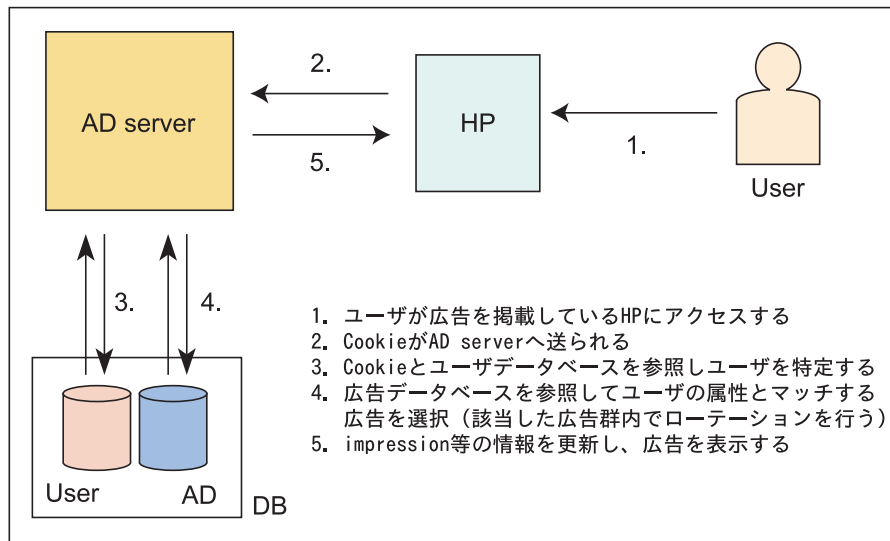 AD server
2.
5.
HP
1.
User
3.
4.
User
AD
DB
1. ユーザが広告を掲載しているHPにアクセスする
2. CookieがAD serverへ送られる
3. Cookieとユーザデータベースを参照しユーザを特定する
4. 広告データベースを参照してユーザの属性とマッチする
広告を選択（該当した広告群内でローテーションを行う）
5. impression等の情報を更新し、広告を表示する